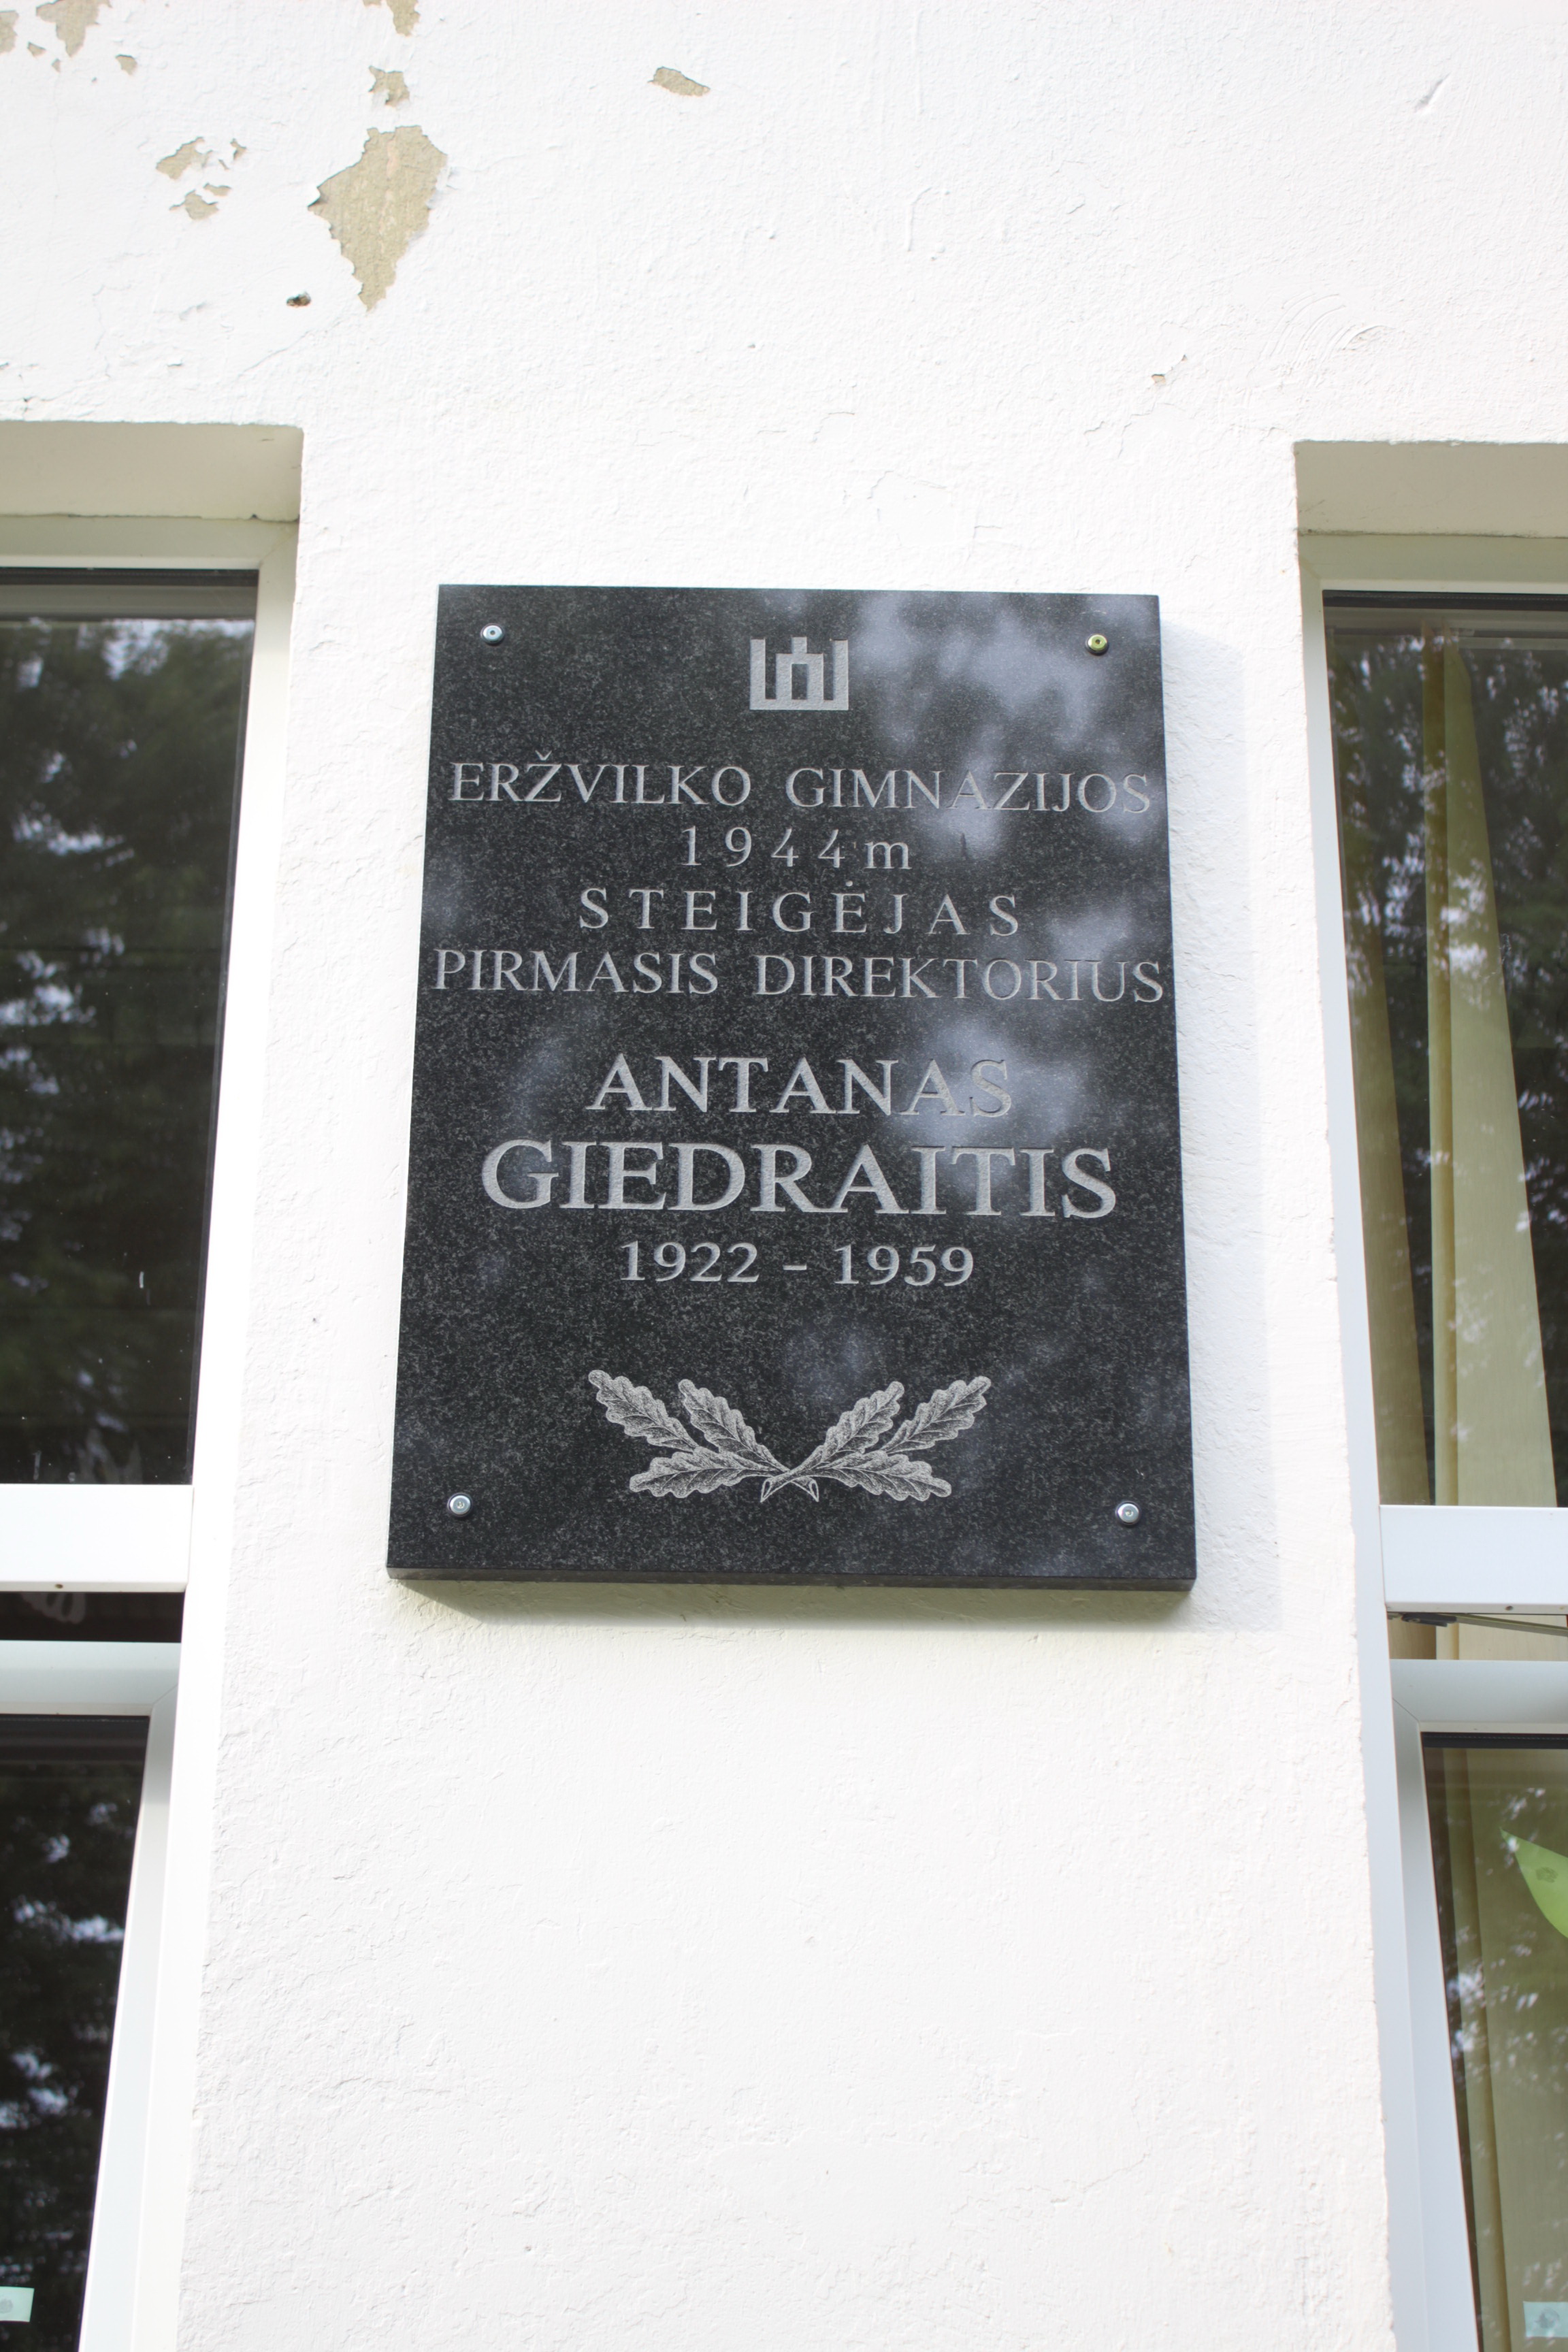 ERŽVILKO GIMNAZIJOS
1944m
STEIGĖJAS
PIRMASIS DIREKTORIUS
ANTANAS
GIEDRAITIS
1922 - 1959